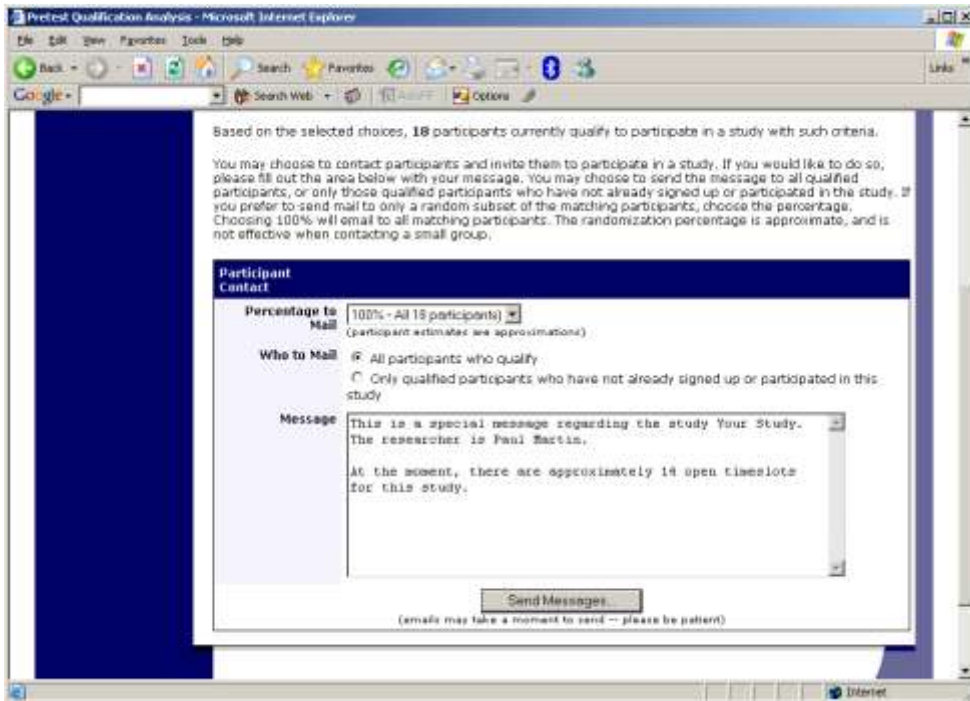 Pretest Qualification Analysis - Microsoft Internet Explorer
File Edit View Favorites Tools Help
Back Search Favorites Links
Google Search Web AutoFill Options
Based on the selected choices, 18 participants currently qualify to participate in a study with such criteria.
You may choose to contact participants and invite them to participate in a study. If you would like to do so,
please fill out the area below with your message. You may choose to send the message to all qualified
participants, or only those qualified participants who have not already signed up or participated in the study. If
you prefer to send mail to only a random subset of the matching participants, choose the percentage.
Choosing 100% will email to all matching participants. The randomization percentage is approximate, and is
not effective when contacting a small group.
Participant
Contact
Percentage to
Mail
100% - All 18 participants)
(participant estimates are approximations)
Who to Mail
All participants who qualify
Only qualified participants who have not already signed up or participated in this
study
Message
This is a special message regarding the study Your Study.
The researcher is Paul Martin.
At the moment, there are approximately 14 open timeslots
for this study.
Send Messages
(emails may take a moment to send -- please be patient)
Internet